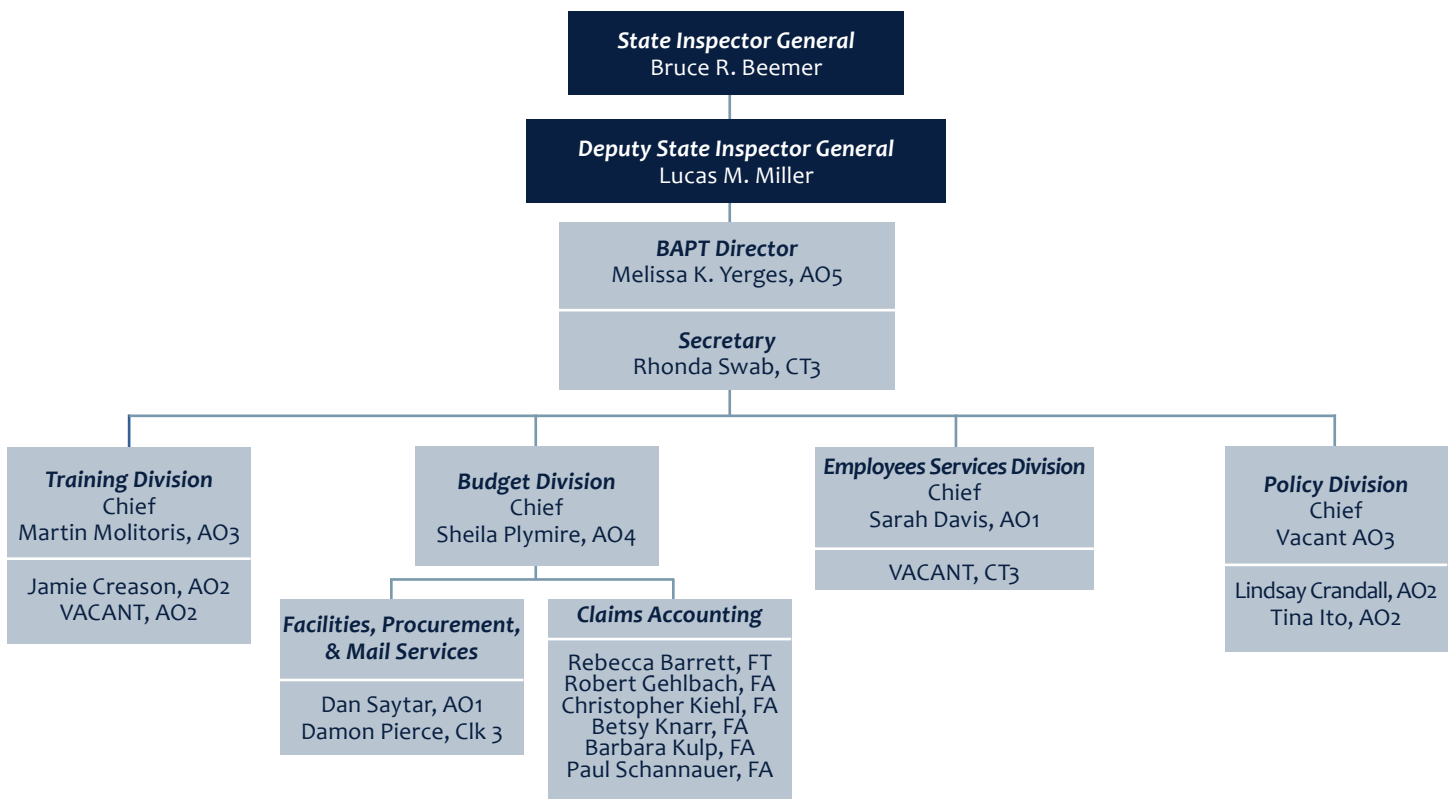 State Inspector General
Bruce R. Beemer
Deputy State Inspector General
Lucas M. Miller
BAPT Director
Melissa K. Yerges, AO5
Secretary
Rhonda Swab, CT3
Training Division
Chief
Martin Molitoris, AO3
Jamie Creason, AO2
VACANT, AO2
Budget Division
Chief
Sheila Plymire, AO4
Facilities, Procurement,
& Mail Services
Dan Saytar, AO1
Damon Pierce, Clk 3
Claims Accounting
Rebecca Barrett, FT
Robert Gehlbach, FA
Christopher Kiehl, FA
Betsy Knarr, FA
Barbara Kulp, FA
Paul Schannauer, FA
Employees Services Division
Chief
Sarah Davis, AO1
VACANT, CT3
Policy Division
Chief
Vacant AO3
Lindsay Crandall, AO2
Tina Ito, AO2